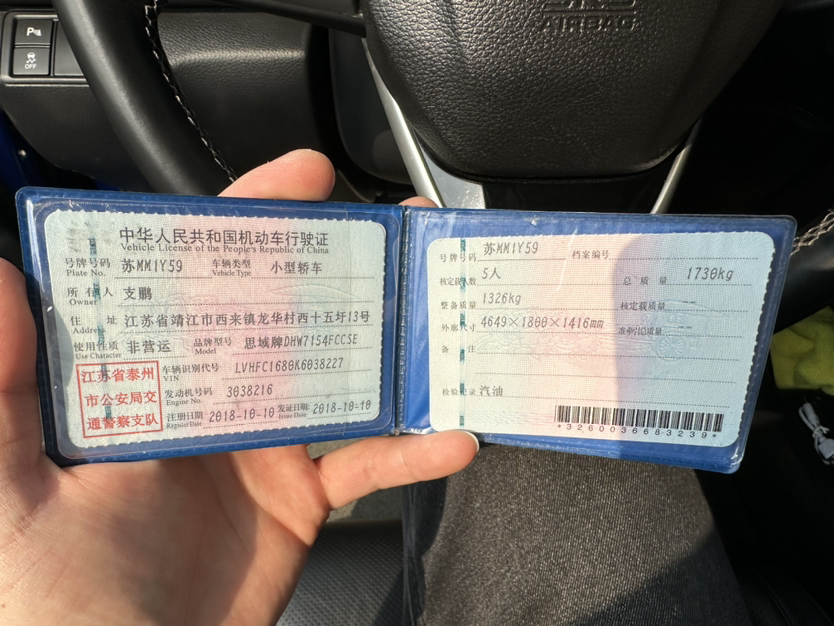 P
OFF
AIRBAG
中华人民共和国机动车行驶证
Vehicle License of the People's Republic of China
号牌号码 苏MM1Y59 车辆类型 小型轿车
Plate No. Vehicle Type
所有人 支鹏
Owner
住址 江苏省靖江市西来镇龙华村西十五圩13号
Address
使用性质 非营运 品牌型号 思域牌DHW7154FCCSE
Use Character Model
江苏省泰州
市公安局交
通警察支队
车辆识别代号 LVHFC1680K6038227
VIN
发动机号码 3038216
Engine No.
注册日期 2018-10-10 发证日期 2018-10-10
Register Date Issue Date
号牌号码 苏MM1Y59 档案编号
核定载人数 5人 总质量 1730kg
整备质量 1326kg 核定载质量 --
外廓尺寸 4649×1800×1416mm 准牵引总质量 --
备注
检验记录 汽油
*3260036683239*